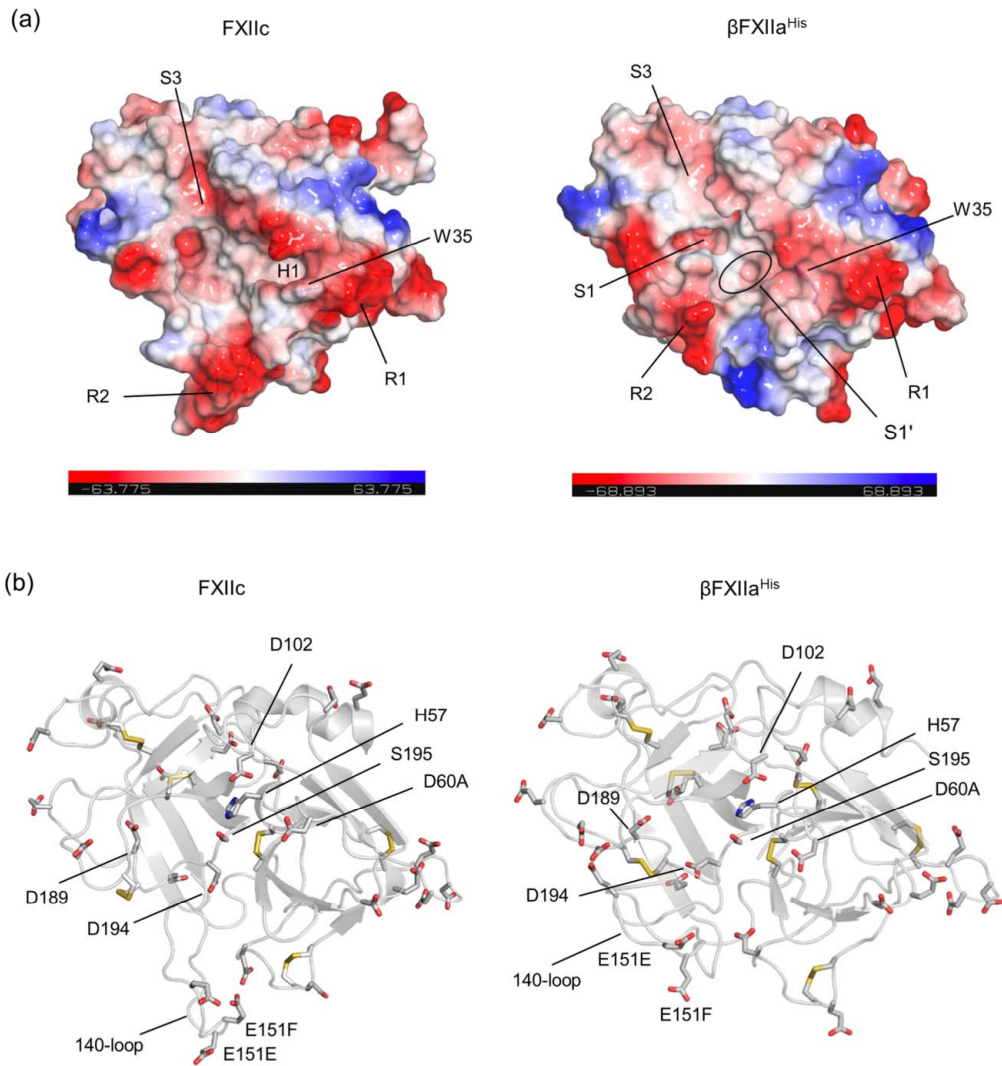 (a)
FXIIc
βFXIIa^His
S3
S3
W35
W35
H1
S1
R1
R2
R2
R1
S1'
-63.775 63.775
-68.893 68.893
(b)
FXIIc
βFXIIa^His
D102
D102
H57
H57
S195
S195
D60A
D60A
D189
D189
D194
D194
E151E
140-loop
E151F
E151F
140-loop
E151E